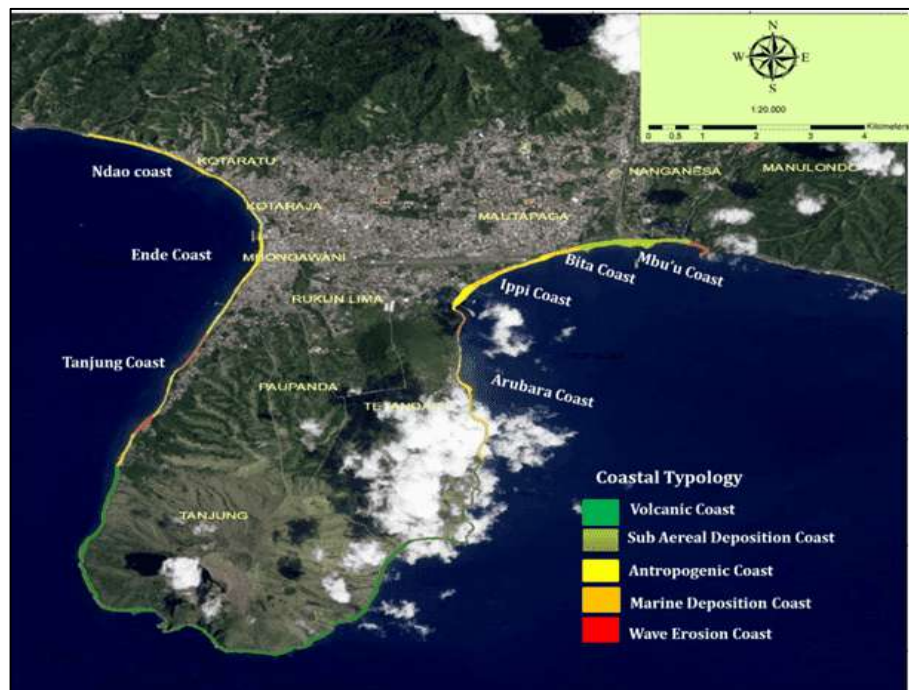 N
W E
S
1:20.000
Kilometers
0 0.5 1 2 3 4
Ndao coast
KOTARATU
NANGANESA
MANULONDO
KOTARAJA
MAUTAPAGA
Ende Coast
Mbu'u Coast
Bita Coast
Ippi Coast
RUKUN LIMA
Tanjung Coast
PAUPANDA
Arubara Coast
TANJUNG
Coastal Typology
Volcanic Coast
Sub Aereal Deposition Coast
Antropogenic Coast
Marine Deposition Coast
Wave Erosion Coast